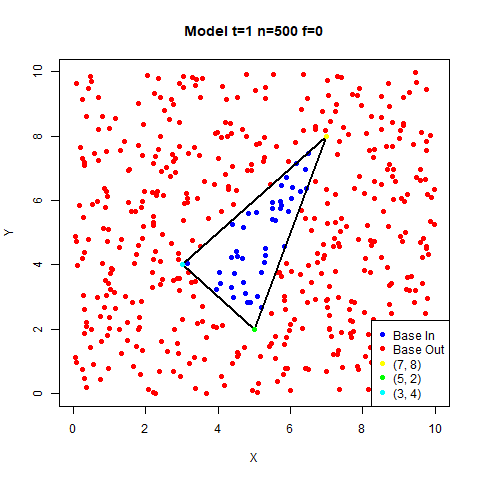 Model t=1 n=500 f=0
10
8
6
4
2
0
Y
Base In
Base Out
(7, 8)
(5, 2)
(3, 4)
0 2 4 6 8 10
X